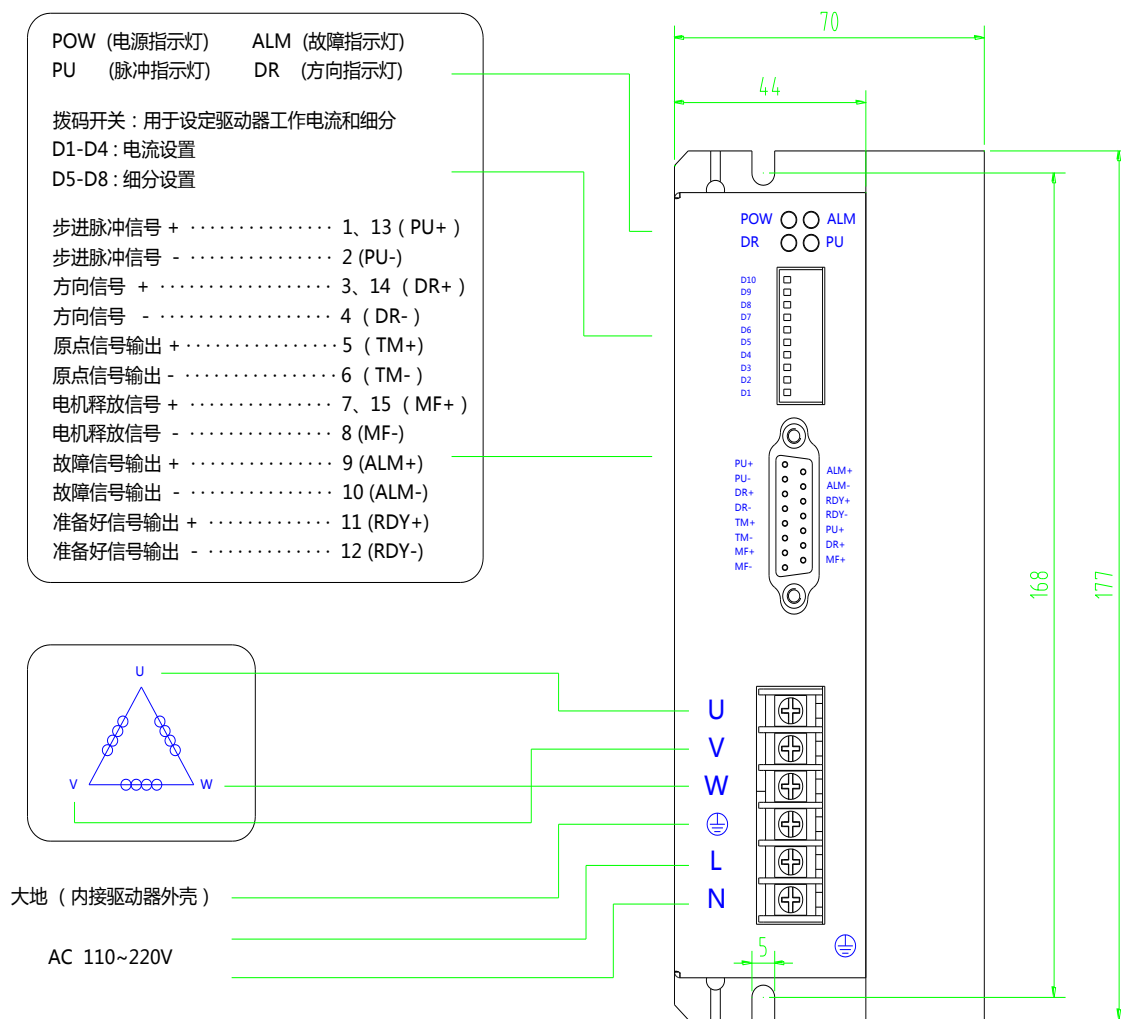 POW (电源指示灯) ALM (故障指示灯)
PU (脉冲指示灯) DR (方向指示灯)
拨码开关：用于设定驱动器工作电流和细分
D1-D4 : 电流设置
D5-D8 : 细分设置
步进脉冲信号 + ··············· 1、13 ( PU+ )
步进脉冲信号 - ··············· 2 (PU-)
方向信号 + ·················· 3、14 ( DR+ )
方向信号 - ·················· 4 ( DR- )
原点信号输出 + ················ 5 ( TM+)
原点信号输出 - ··············· 6 ( TM- )
电机释放信号 + ··············· 7、15 ( MF+ )
电机释放信号 - ··············· 8 (MF-)
故障信号输出 + ··············· 9 (ALM+)
故障信号输出 - ··············· 10 (ALM-)
准备好信号输出 + ············· 11 (RDY+)
准备好信号输出 - ············· 12 (RDY-)
70
44
POW ALM
DR PU
D10
D9
D8
D7
D6
D5
D4
D3
D2
D1
PU+
PU-
DR+
DR-
TM+
TM-
MF+
MF-
ALM+
ALM-
RDY+
RDY-
PU+
DR+
MF+
168
177
U
V
W
U
V
W
L
N
大地 ( 内接驱动器外壳 )
AC 110~220V
5